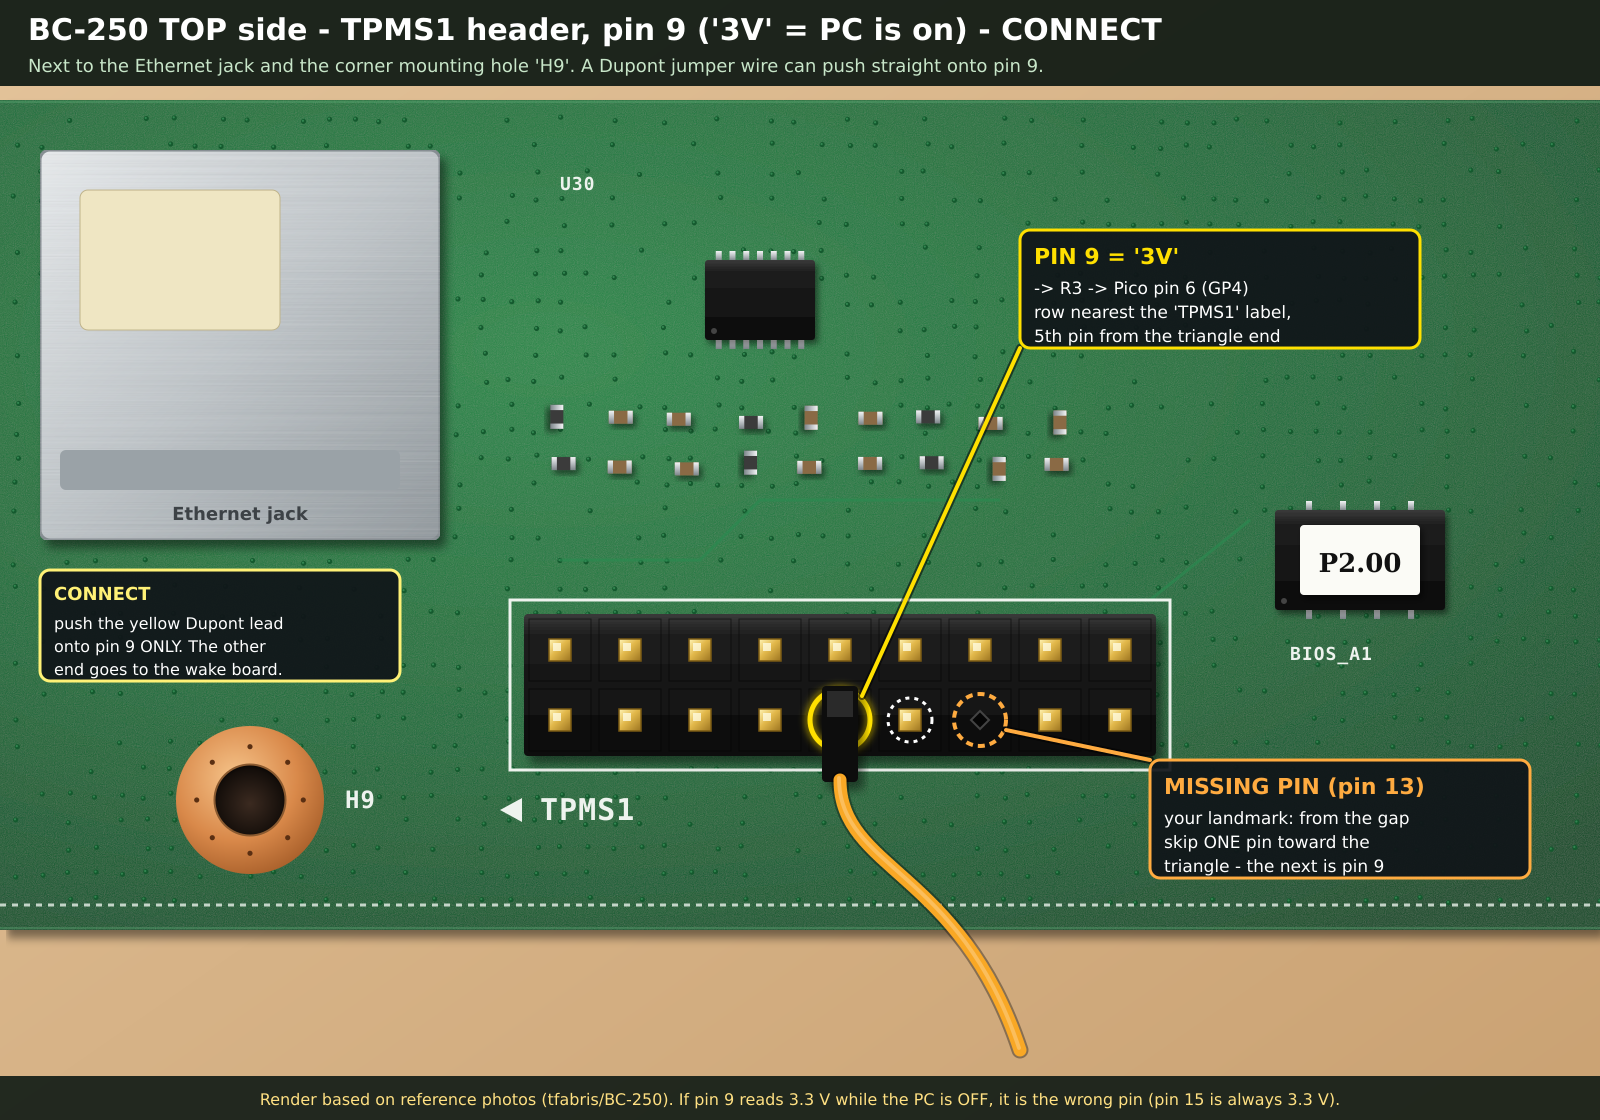 BC-250 TOP side - TPMS1 header, pin 9 ('3V' = PC is on) - CONNECT
Next to the Ethernet jack and the corner mounting hole 'H9'. A Dupont jumper wire can push straight onto pin 9.
U30
PIN 9 = '3V'
-> R3 -> Pico pin 6 (GP4)
row nearest the 'TPMS1' label,
5th pin from the triangle end
Ethernet jack
P2.00
BIOS_A1
CONNECT
push the yellow Dupont lead
onto pin 9 ONLY. The other
end goes to the wake board.
H9
TPMS1
MISSING PIN (pin 13)
your landmark: from the gap
skip ONE pin toward the
triangle - the next is pin 9
Render based on reference photos (tfabris/BC-250). If pin 9 reads 3.3 V while the PC is OFF, it is the wrong pin (pin 15 is always 3.3 V).